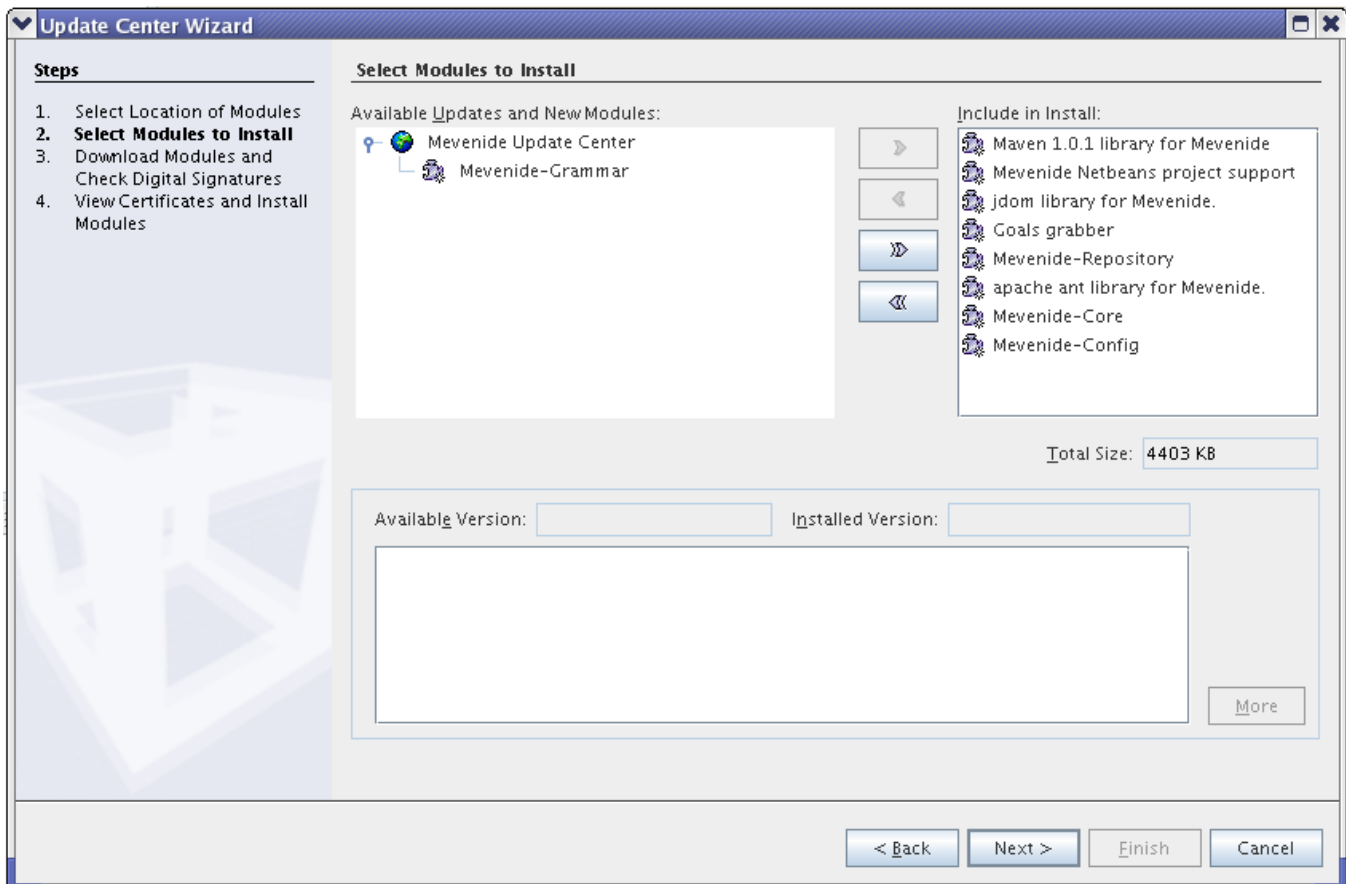 Update Center Wizard
Steps
1. Select Location of Modules
2. Select Modules to Install
3. Download Modules and
Check Digital Signatures
4. View Certificates and Install
Modules
Select Modules to Install
Available Updates and New Modules:
Mevenide Update Center
Mevenide-Grammar
Include in Install:
Maven 1.0.1 library for Mevenide
Mevenide Netbeans project support
jdom library for Mevenide.
Goals grabber
Mevenide-Repository
apache ant library for Mevenide.
Mevenide-Core
Mevenide-Config
Total Size: 4403 KB
Available Version:
Installed Version:
More
< Back
Next >
Finish
Cancel